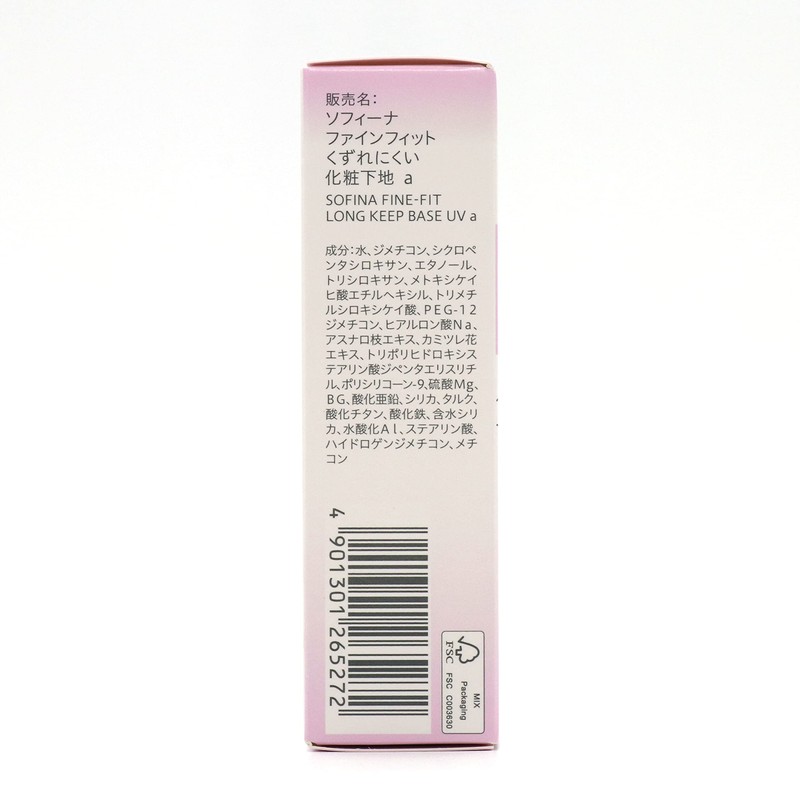 販売名:
ソフィーナ
ファインフィット
くずれにくい
化粧下地 a
SOFINA FINE-FIT
LONG KEEP BASE UV a
成分:水、ジメチコン、シクロペ
ンタシロキサン、エタノール、
トリシロキサン、メトキシケイ
ヒ酸エチルヘキシル、トリメチ
ルシロキシケイ酸、PEG-12
ジメチコン、ヒアルロン酸Na、
アスナロ枝エキス、カミツレ花
エキス、トリポリヒドロキシス
テアリン酸ジペンタエリスリチ
ル、ポリシリコーン-9、硫酸Mg、
BG、酸化亜鉛、シリカ、タルク、
酸化チタン、酸化鉄、含水シリ
カ、水酸化Al、ステアリン酸、
ハイドロゲンジメチコン、メチ
コン
4 901301 265272
FSC
MIX
Packaging
FSC C003630